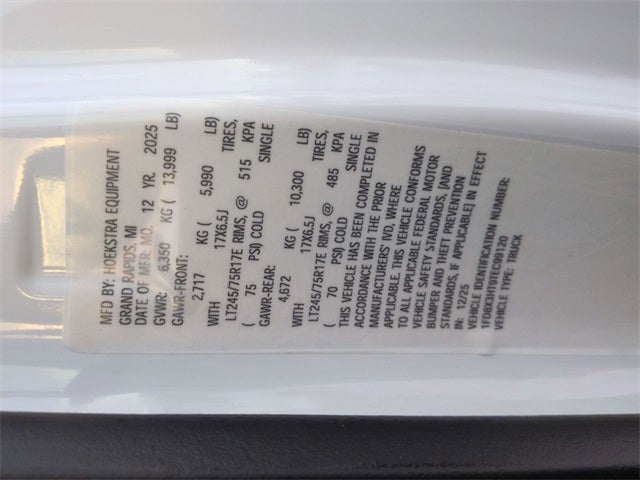 MFD BY: HOEKSTRA EQUIPMENT
GRAND RAPIDS, MI
DATE OF MFR: MO. 12 YR. 2025
GVWR: 6,350 KG ( 13,999 LB)
GAWR-FRONT:
2,717 KG ( 5,990 LB)
WITH 17X6.5J TIRES,
LT245/75R17E RIMS, @ 515 KPA
( 75 PSI) COLD SINGLE
GAWR-REAR:
4,672 KG ( 10,300 LB)
WITH 17X6.5J TIRES,
LT245/75R17E RIMS, @ 485 KPA
( 70 PSI) COLD SINGLE
THIS VEHICLE HAS BEEN COMPLETED IN
ACCORDANCE WITH THE PRIOR
MANUFACTURERS' IVD, WHERE
APPLICABLE. THIS VEHICLE CONFORMS
TO ALL APPLICABLE FEDERAL MOTOR
VEHICLE SAFETY STANDARDS, [AND
BUMPER AND THEFT PREVENTION
STANDARDS, IF APPLICABLE] IN EFFECT
IN: 12/25
VEHICLE IDENTIFICATION NUMBER:
1FD8X3HT9TEC99120
VEHICLE TYPE: TRUCK